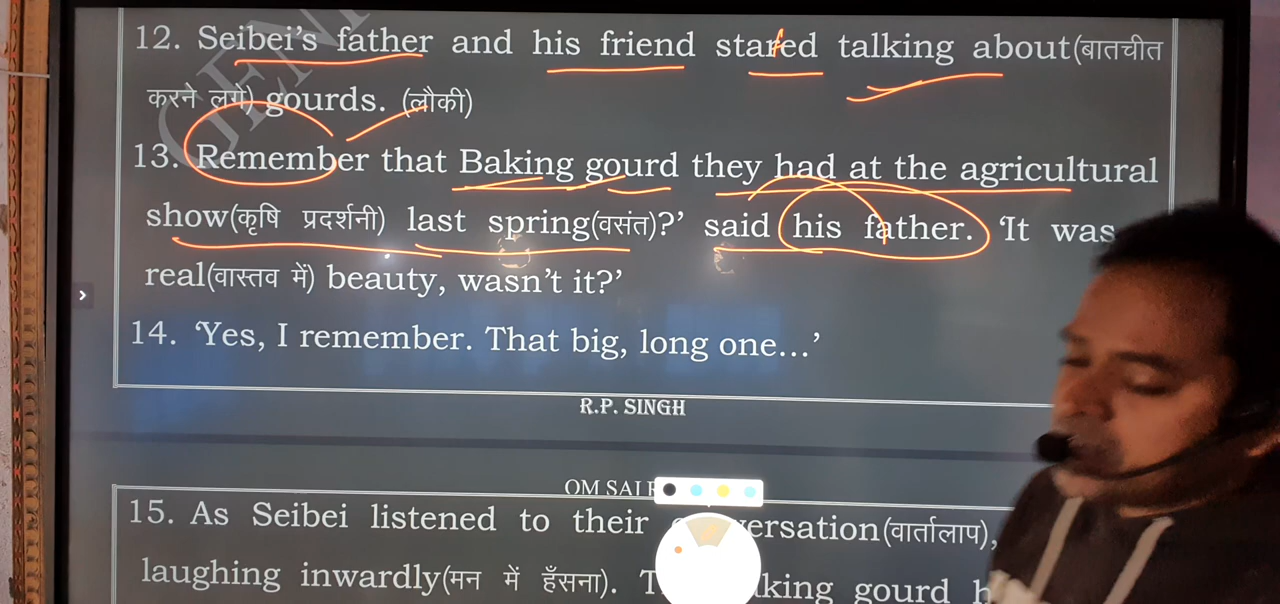 12. Seibei's father and his friend stared talking about(बातचीत
करने लगे) gourds. (लौकी)
13. Remember that Baking gourd they had at the agricultural
show(कृषि प्रदर्शनी) last spring(वसंत)?' said his father. 'It was
real(वास्तव में) beauty, wasn't it?'
14. 'Yes, I remember. That big, long one...'
R.P. SINGH
OM SAI
15. As Seibei listened to their
laughing inwardly(मन में हँसना). gourd